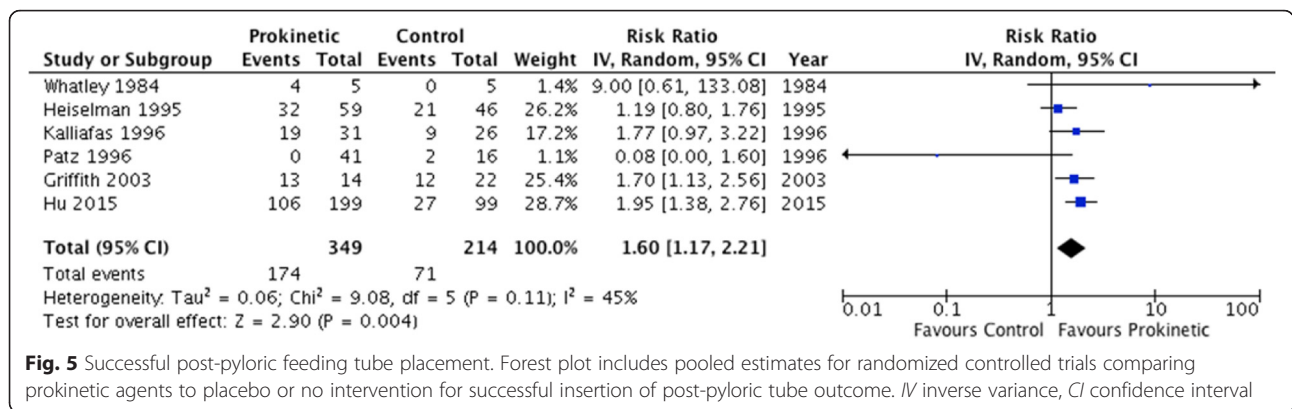 Prokinetic Control Risk Ratio Risk Ratio
Study or Subgroup Events Total Events Total Weight IV, Random, 95% CI Year IV, Random, 95% CI
Whatley 1984 4 5 0 5 1.4% 9.00 [0.61, 133.08] 1984
Heiselman 1995 32 59 21 46 26.2% 1.19 [0.80, 1.76] 1995
Kalliafas 1996 19 31 9 26 17.2% 1.77 [0.97, 3.22] 1996
Patz 1996 0 41 2 16 1.1% 0.08 [0.00, 1.60] 1996
Griffith 2003 13 14 12 22 25.4% 1.70 [1.13, 2.56] 2003
Hu 2015 106 199 27 99 28.7% 1.95 [1.38, 2.76] 2015
Total (95% CI) 349 214 100.0% 1.60 [1.17, 2.21]
Total events 174 71
Heterogeneity: Tau² = 0.06; Chi² = 9.08, df = 5 (P = 0.11); I² = 45%
Test for overall effect: Z = 2.90 (P = 0.004)
0.01 0.1 1 10 100
Favours Control Favours Prokinetic
Fig. 5 Successful post-pyloric feeding tube placement. Forest plot includes pooled estimates for randomized controlled trials comparing
prokinetic agents to placebo or no intervention for successful insertion of post-pyloric tube outcome. IV inverse variance, CI confidence interval